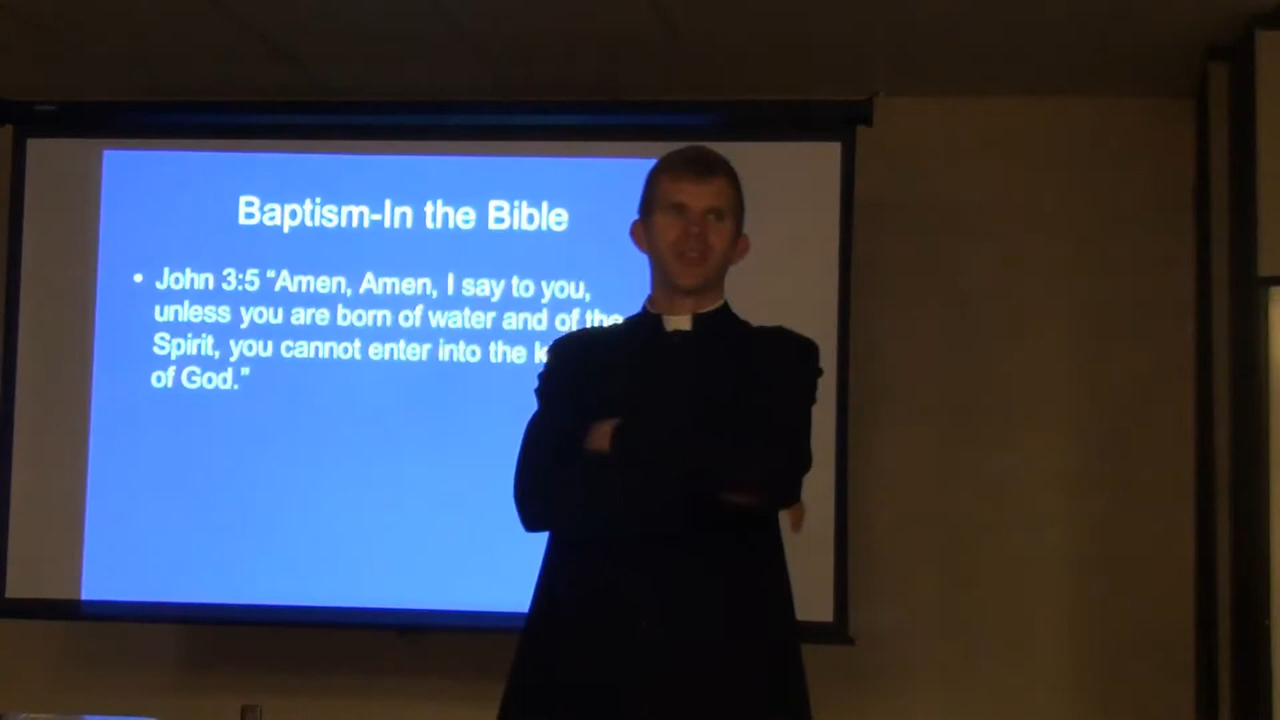 Baptism-In the Bible
• John 3:5 “Amen, Amen, I say to you,
unless you are born of water and of the
Spirit, you cannot enter into the
of God.”